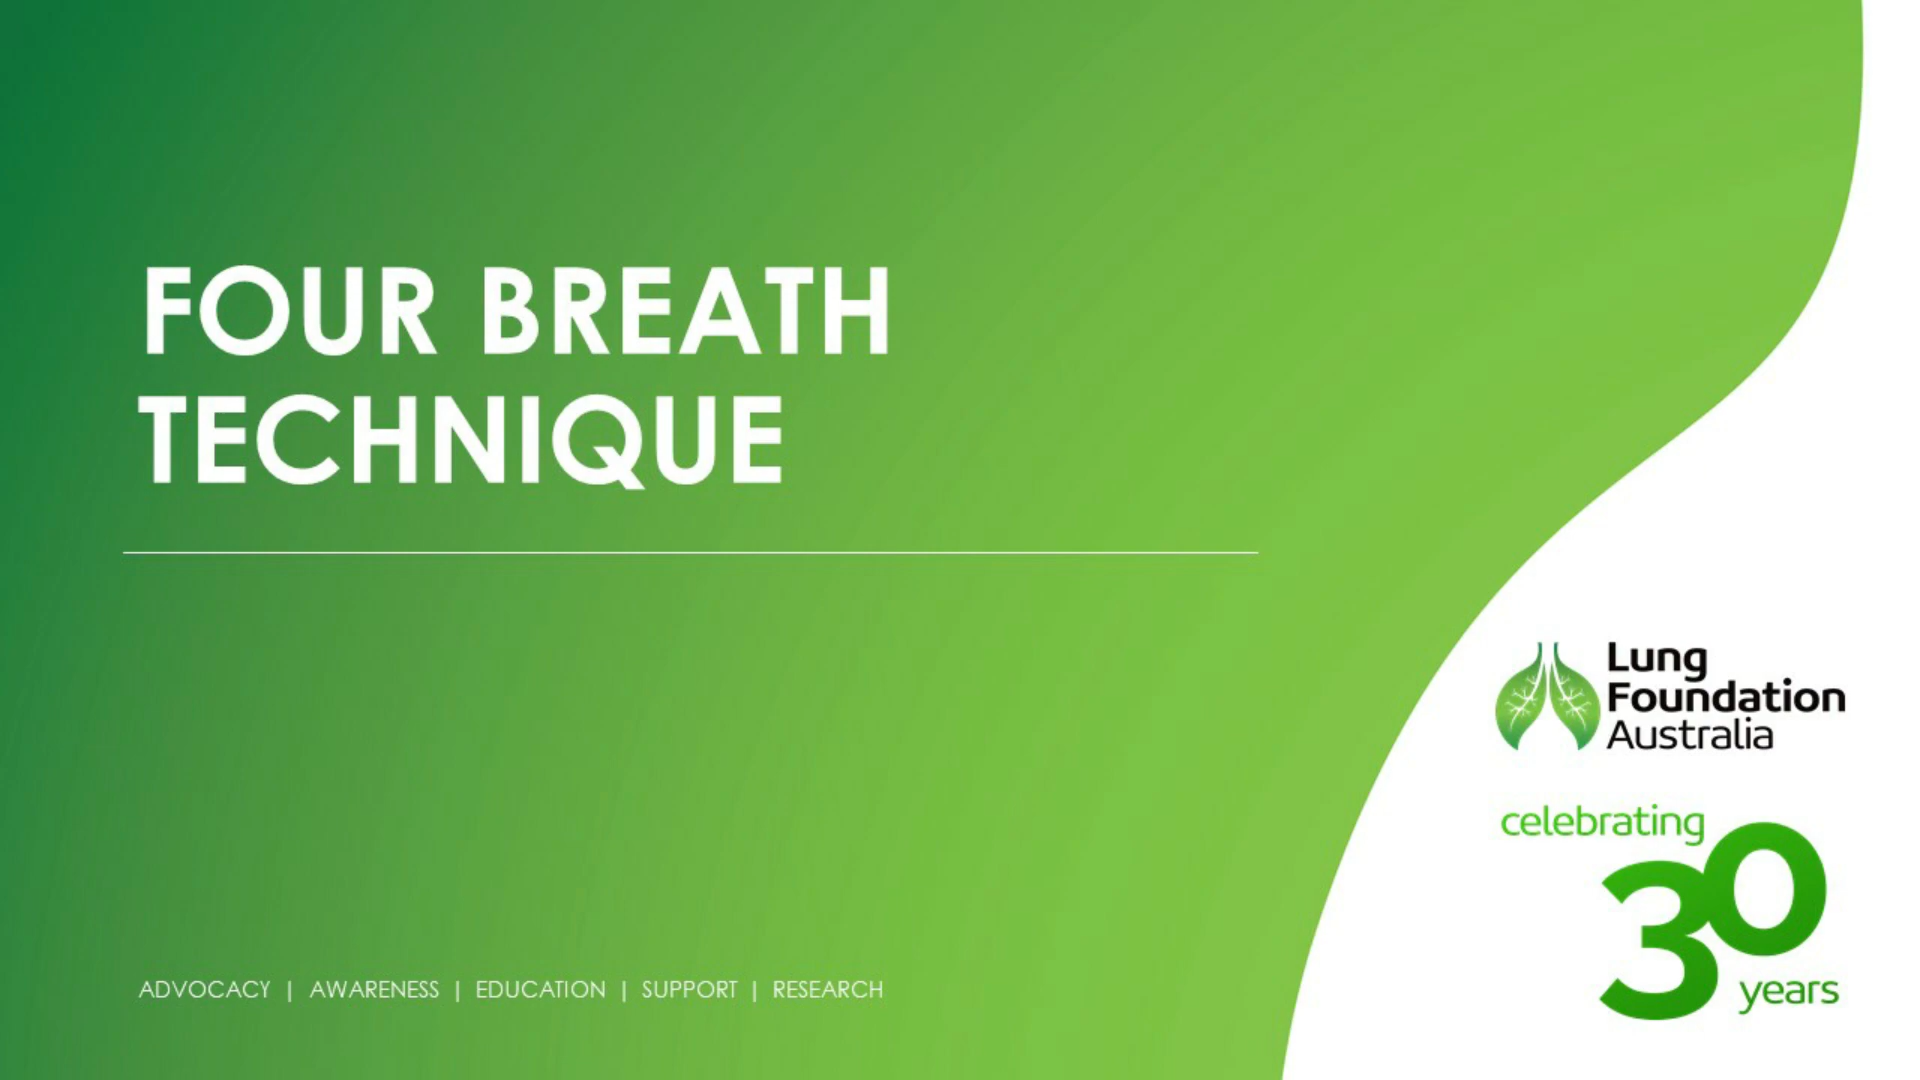 FOUR BREATH
TECHNIQUE
Lung
Foundation
Australia
celebrating
30
years
ADVOCACY | AWARENESS | EDUCATION | SUPPORT | RESEARCH